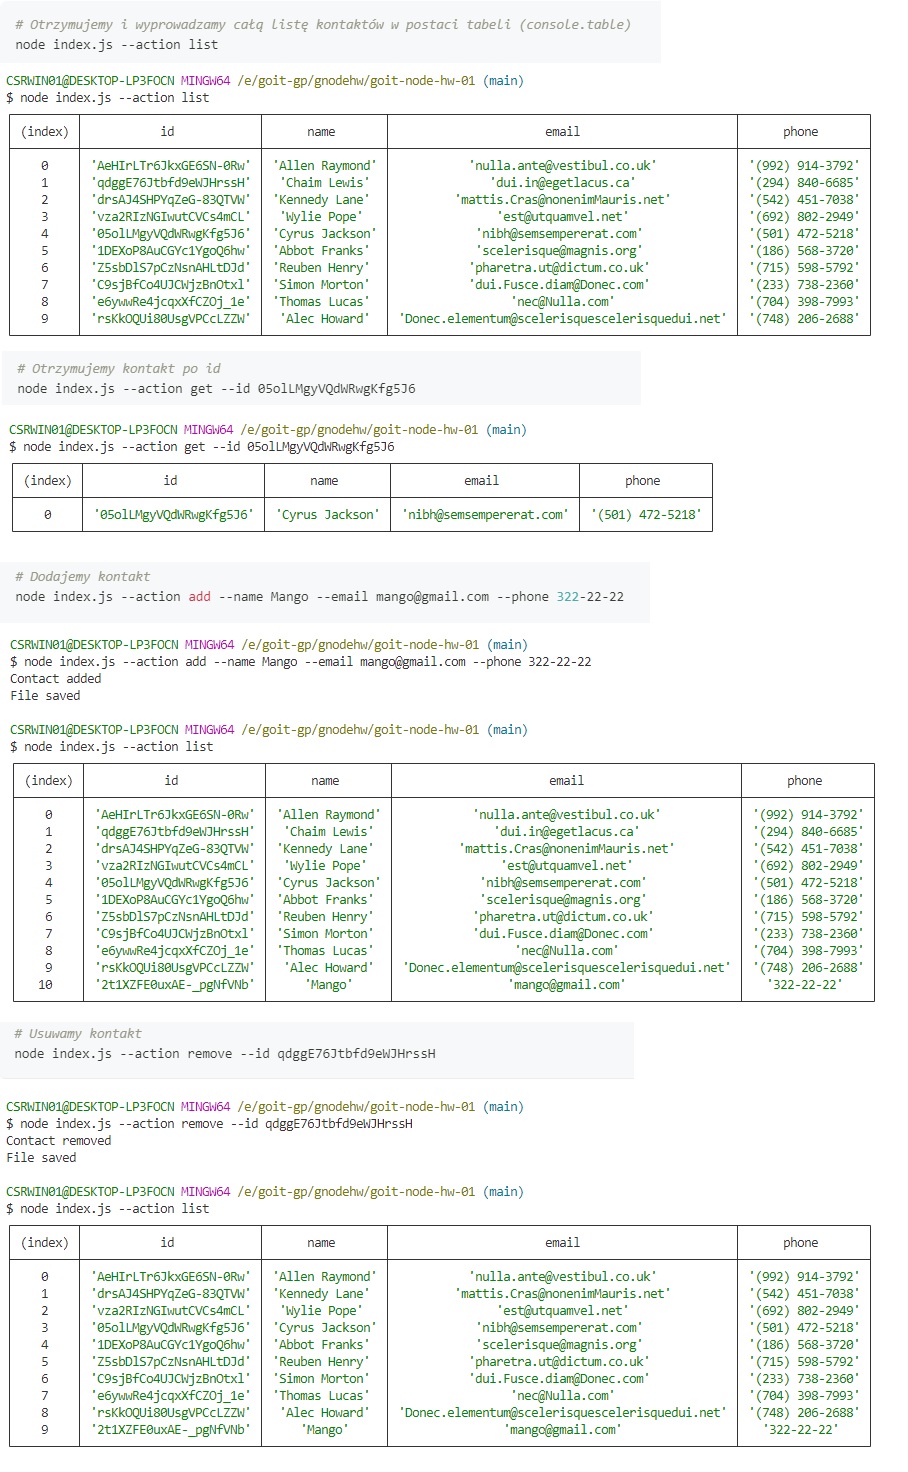 # Otrzymujemy i wyprowadzamy całą listę kontaktów w postaci tabeli (console.table)
node index.js --action list
CSRWIN01@DESKTOP-LP3FOCN MINGW64 /e/goit-gp/gnodehw/goit-node-hw-01 (main)
$ node index.js --action list
(index) id name email phone
0 'AeHIrLTr6JkxGE6SN-0Rw' 'Allen Raymond' 'nulla.ante@vestibul.co.uk' '(992) 914-3792'
1 'qdggE76Jtbfd9eWJHrssH' 'Chaim Lewis' 'dui.in@egetlacus.ca' '(294) 840-6685'
2 'drsAJ4SHPYqZeG-83QTVW' 'Kennedy Lane' 'mattis.Cras@nonenimMauris.net' '(542) 451-7038'
3 'vza2RIzNGIwutCVCs4mCL' 'Wylie Pope' 'est@utquamvel.net' '(692) 802-2949'
4 '05olLMgyVQdWRwgKfg5J6' 'Cyrus Jackson' 'nibh@semsempererat.com' '(501) 472-5218'
5 '1DEXoP8AuCGYc1YgoQ6hw' 'Abbot Franks' 'scelerisque@magnis.org' '(186) 568-3720'
6 'Z5sbDlS7pCzNsnAHLtDJd' 'Reuben Henry' 'pharetra.ut@dictum.co.uk' '(715) 598-5792'
7 'C9sjBfCo4UJCWjzBnOtxl' 'Simon Morton' 'dui.Fusce.diam@Donec.com' '(233) 738-2360'
8 'e6ywwRe4jcqxXfCZOj_1e' 'Thomas Lucas' 'nec@Nulla.com' '(704) 398-7993'
9 'rsKkOQUi80UsgVPCcLZZW' 'Alec Howard' 'Donec.elementum@scelerisquescelerisquedui.net' '(748) 206-2688'
# Otrzymujemy kontakt po id
node index.js --action get --id 05olLMgyVQdWRwgKfg5J6
CSRWIN01@DESKTOP-LP3FOCN MINGW64 /e/goit-gp/gnodehw/goit-node-hw-01 (main)
$ node index.js --action get --id 05olLMgyVQdWRwgKfg5J6
(index) id name email phone
0 '05olLMgyVQdWRwgKfg5J6' 'Cyrus Jackson' 'nibh@semsempererat.com' '(501) 472-5218'
# Dodajemy kontakt
node index.js --action add --name Mango --email mango@gmail.com --phone 322-22-22
CSRWIN01@DESKTOP-LP3FOCN MINGW64 /e/goit-gp/gnodehw/goit-node-hw-01 (main)
$ node index.js --action add --name Mango --email mango@gmail.com --phone 322-22-22
Contact added
File saved
CSRWIN01@DESKTOP-LP3FOCN MINGW64 /e/goit-gp/gnodehw/goit-node-hw-01 (main)
$ node index.js --action list
(index) id name email phone
0 'AeHIrLTr6JkxGE6SN-0Rw' 'Allen Raymond' 'nulla.ante@vestibul.co.uk' '(992) 914-3792'
1 'qdggE76Jtbfd9eWJHrssH' 'Chaim Lewis' 'dui.in@egetlacus.ca' '(294) 840-6685'
2 'drsAJ4SHPYqZeG-83QTVW' 'Kennedy Lane' 'mattis.Cras@nonenimMauris.net' '(542) 451-7038'
3 'vza2RIzNGIwutCVCs4mCL' 'Wylie Pope' 'est@utquamvel.net' '(692) 802-2949'
4 '05olLMgyVQdWRwgKfg5J6' 'Cyrus Jackson' 'nibh@semsempererat.com' '(501) 472-5218'
5 '1DEXoP8AuCGYc1YgoQ6hw' 'Abbot Franks' 'scelerisque@magnis.org' '(186) 568-3720'
6 'Z5sbDlS7pCzNsnAHLtDJd' 'Reuben Henry' 'pharetra.ut@dictum.co.uk' '(715) 598-5792'
7 'C9sjBfCo4UJCWjzBnOtxl' 'Simon Morton' 'dui.Fusce.diam@Donec.com' '(233) 738-2360'
8 'e6ywwRe4jcqxXfCZOj_1e' 'Thomas Lucas' 'nec@Nulla.com' '(704) 398-7993'
9 'rsKkOQUi80UsgVPCcLZZW' 'Alec Howard' 'Donec.elementum@scelerisquescelerisquedui.net' '(748) 206-2688'
10 '2t1XZFE0uxAE-_pgNfVNb' 'Mango' 'mango@gmail.com' '322-22-22'
# Usuwamy kontakt
node index.js --action remove --id qdggE76Jtbfd9eWJHrssH
CSRWIN01@DESKTOP-LP3FOCN MINGW64 /e/goit-gp/gnodehw/goit-node-hw-01 (main)
$ node index.js --action remove --id qdggE76Jtbfd9eWJHrssH
Contact removed
File saved
CSRWIN01@DESKTOP-LP3FOCN MINGW64 /e/goit-gp/gnodehw/goit-node-hw-01 (main)
$ node index.js --action list
(index) id name email phone
0 'AeHIrLTr6JkxGE6SN-0Rw' 'Allen Raymond' 'nulla.ante@vestibul.co.uk' '(992) 914-3792'
1 'drsAJ4SHPYqZeG-83QTVW' 'Kennedy Lane' 'mattis.Cras@nonenimMauris.net' '(542) 451-7038'
2 'vza2RIzNGIwutCVCs4mCL' 'Wylie Pope' 'est@utquamvel.net' '(692) 802-2949'
3 '05olLMgyVQdWRwgKfg5J6' 'Cyrus Jackson' 'nibh@semsempererat.com' '(501) 472-5218'
4 '1DEXoP8AuCGYc1YgoQ6hw' 'Abbot Franks' 'scelerisque@magnis.org' '(186) 568-3720'
5 'Z5sbDlS7pCzNsnAHLtDJd' 'Reuben Henry' 'pharetra.ut@dictum.co.uk' '(715) 598-5792'
6 'C9sjBfCo4UJCWjzBnOtxl' 'Simon Morton' 'dui.Fusce.diam@Donec.com' '(233) 738-2360'
7 'e6ywwRe4jcqxXfCZOj_1e' 'Thomas Lucas' 'nec@Nulla.com' '(704) 398-7993'
8 'rsKkOQUi80UsgVPCcLZZW' 'Alec Howard' 'Donec.elementum@scelerisquescelerisquedui.net' '(748) 206-2688'
9 '2t1XZFE0uxAE-_pgNfVNb' 'Mango' 'mango@gmail.com' '322-22-22'